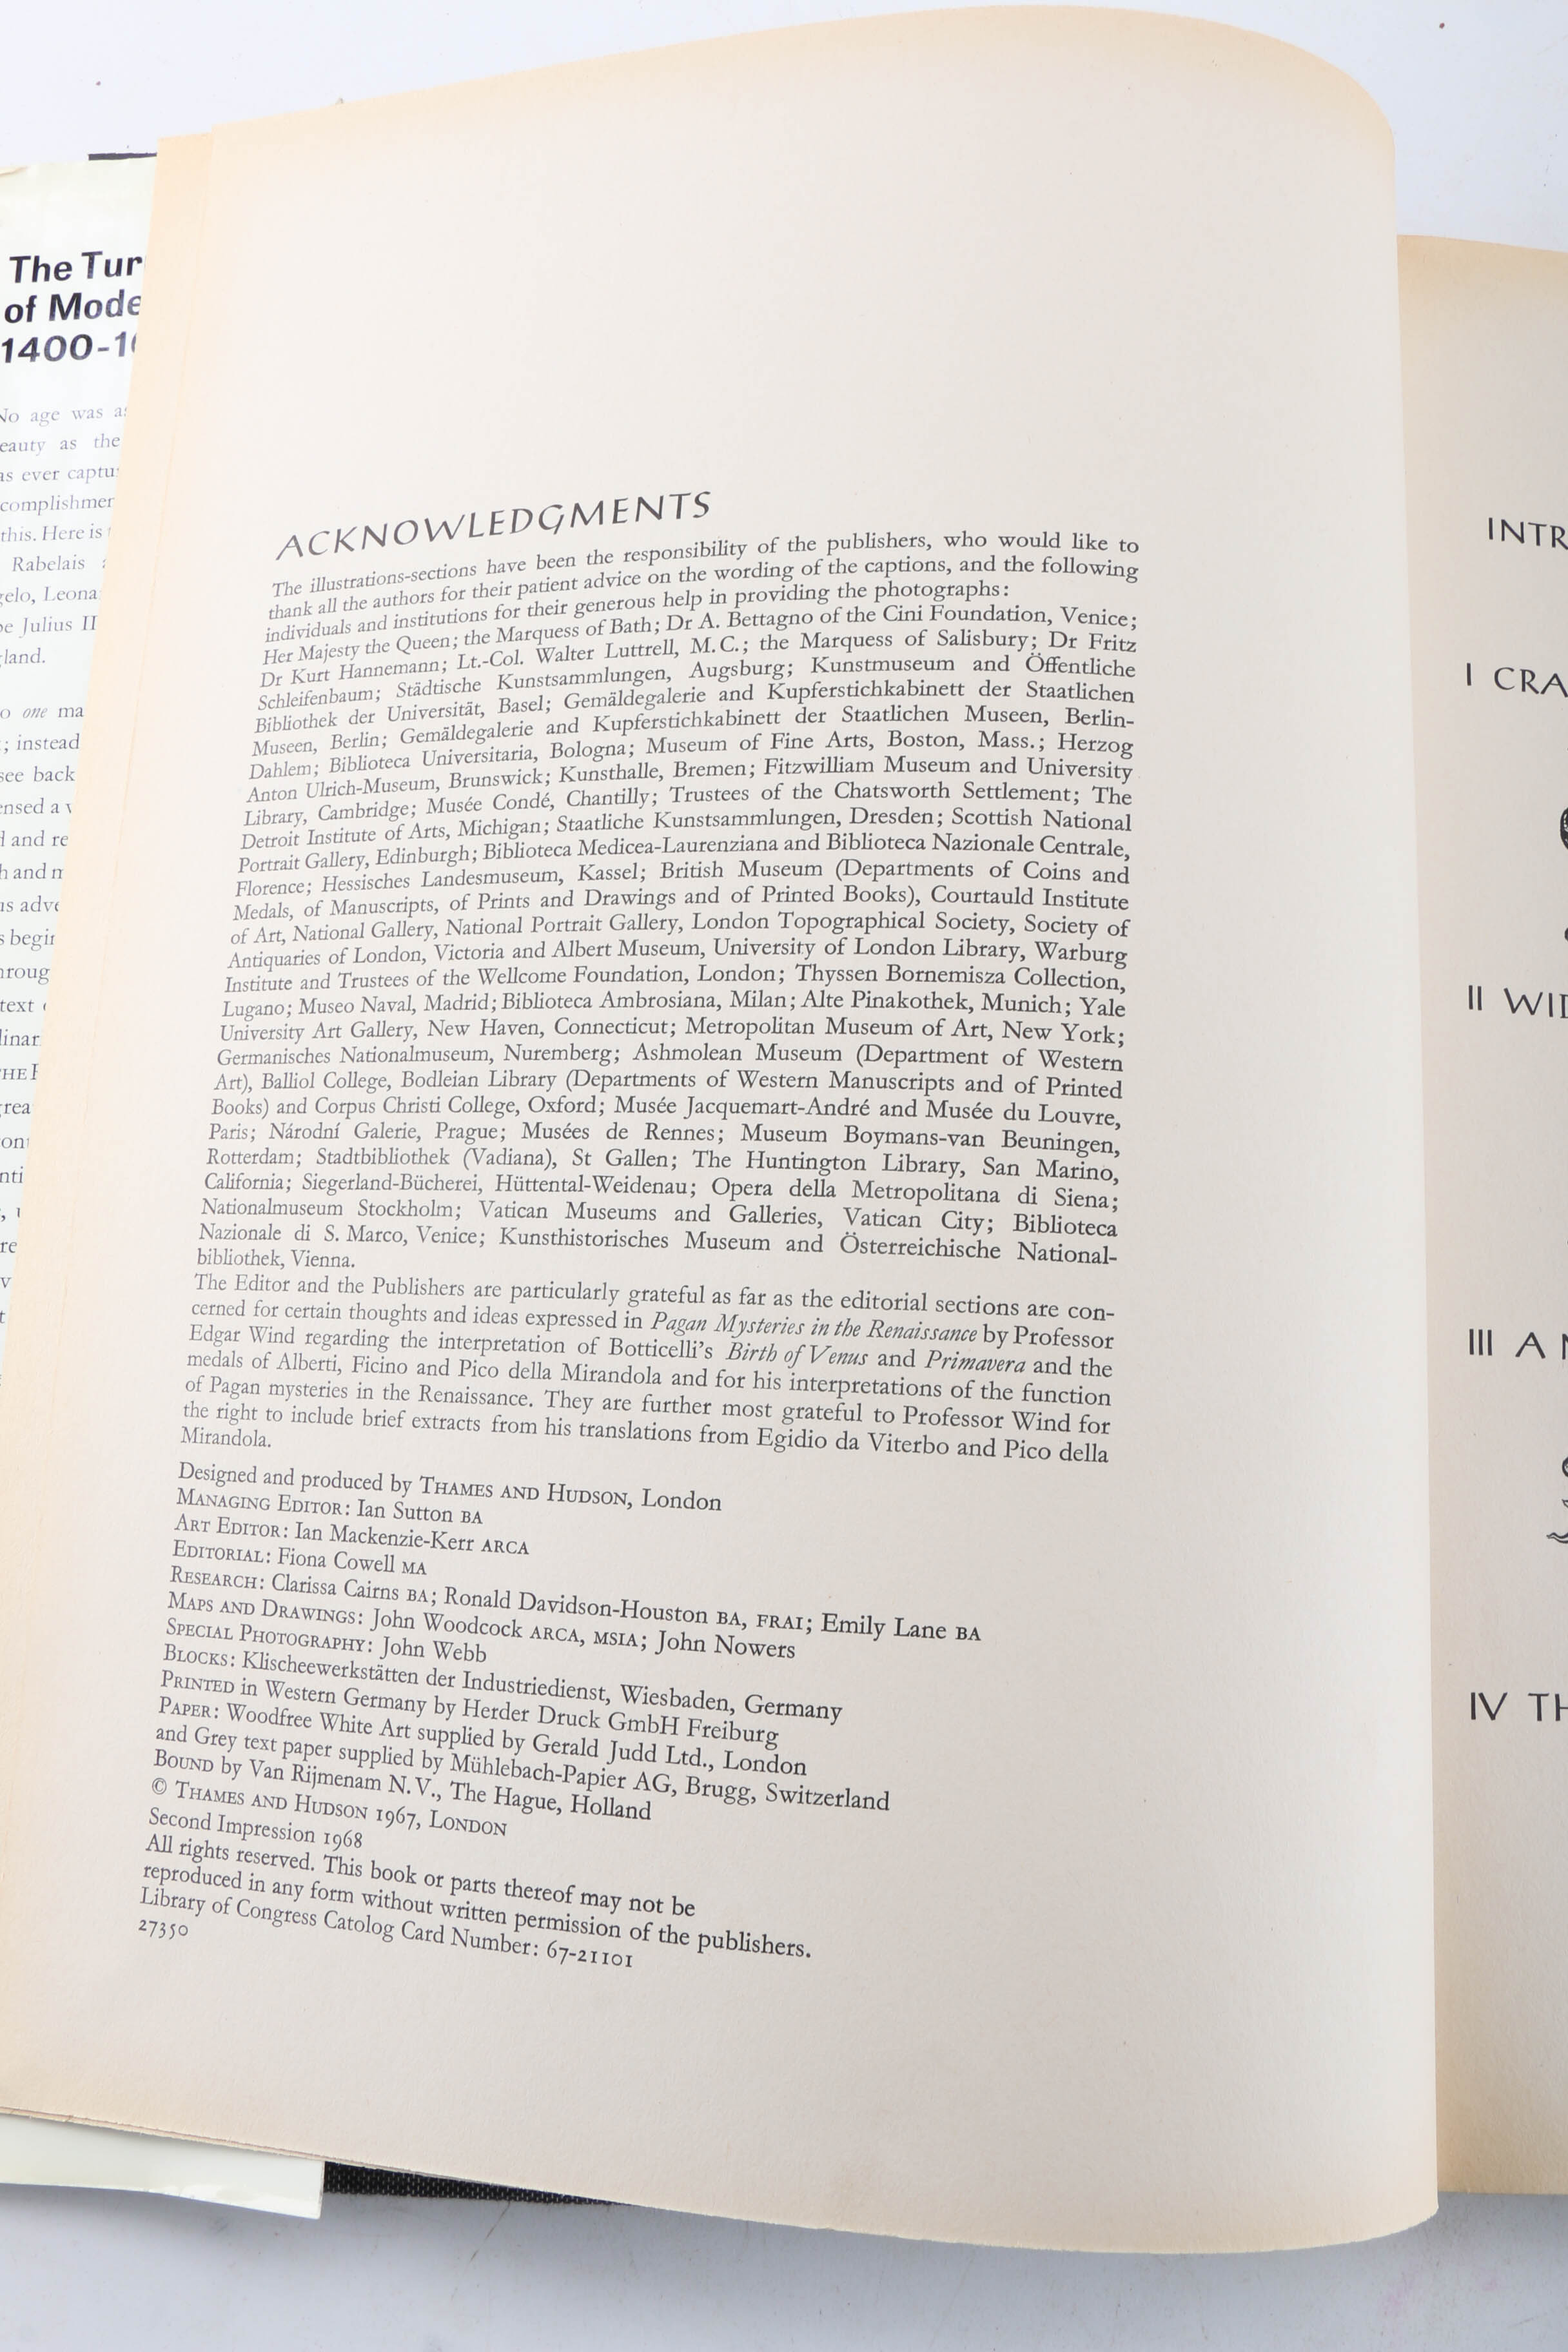 The Tur
of Mode
1400-1
No age was
eauty as the
as ever captu
complishmen
this. Here is
Rabelais
gelo, Leona
pe Julius II
land.
o one ma
; instead
see back
ensed a v
d and re
h and m
us adve
s begin
hroug
text
linar
THE
rea
ont
nti
re
ACKNOWLEDGMENTS
The illustrations-sections have been the responsibility of the publishers, who would like to
thank all the authors for their patient advice on the wording of the captions, and the following
individuals and institutions for their generous help in providing the photographs:
Her Majesty the Queen; the Marquess of Bath; Dr A. Bettagno of the Cini Foundation, Venice;
Dr Kurt Hannemann; Lt.-Col. Walter Luttrell, M.C.; the Marquess of Salisbury; Dr Fritz
Schleifenbaum; Städtische Kunstsammlungen, Augsburg; Kunstmuseum and Öffentliche
Bibliothek der Universität, Basel; Gemäldegalerie and Kupferstichkabinett der Staatlichen
Museen, Berlin; Gemäldegalerie and Kupferstichkabinett der Staatlichen Museen, Berlin-
Dahlem; Biblioteca Universitaria, Bologna; Museum of Fine Arts, Boston, Mass.; Herzog
Anton Ulrich-Museum, Brunswick; Kunsthalle, Bremen; Fitzwilliam Museum and University
Library, Cambridge; Musée Condé, Chantilly; Trustees of the Chatsworth Settlement; The
Detroit Institute of Arts, Michigan; Staatliche Kunstsammlungen, Dresden; Scottish National
Portrait Gallery, Edinburgh; Biblioteca Medicea-Laurenziana and Biblioteca Nazionale Centrale,
Florence; Hessisches Landesmuseum, Kassel; British Museum (Departments of Coins and
Medals, of Manuscripts, of Prints and Drawings and of Printed Books), Courtauld Institute
of Art, National Gallery, National Portrait Gallery, London Topographical Society, Society of
Antiquaries of London, Victoria and Albert Museum, University of London Library, Warburg
Institute and Trustees of the Wellcome Foundation, London; Thyssen Bornemisza Collection,
Lugano; Museo Naval, Madrid; Biblioteca Ambrosiana, Milan; Alte Pinakothek, Munich; Yale
University Art Gallery, New Haven, Connecticut; Metropolitan Museum of Art, New York;
Germanisches Nationalmuseum, Nuremberg; Ashmolean Museum (Department of Western
Art), Balliol College, Bodleian Library (Departments of Western Manuscripts and of Printed
Books) and Corpus Christi College, Oxford; Musée Jacquemart-André and Musée du Louvre,
Paris; Národní Galerie, Prague; Musées de Rennes; Museum Boymans-van Beuningen,
Rotterdam; Stadtbibliothek (Vadiana), St Gallen; The Huntington Library, San Marino,
California; Siegerland-Bücherei, Hüttental-Weidenau; Opera della Metropolitana di Siena;
Nationalmuseum Stockholm; Vatican Museums and Galleries, Vatican City; Biblioteca
Nazionale di S. Marco, Venice; Kunsthistorisches Museum and Österreichische National-
bibliothek, Vienna.
The Editor and the Publishers are particularly grateful as far as the editorial sections are con-
cerned for certain thoughts and ideas expressed in Pagan Mysteries in the Renaissance by Professor
Edgar Wind regarding the interpretation of Botticelli's Birth of Venus and Primavera and the
medals of Alberti, Ficino and Pico della Mirandola and for his interpretations of the function
of Pagan mysteries in the Renaissance. They are further most grateful to Professor Wind for
the right to include brief extracts from his translations from Egidio da Viterbo and Pico della
Mirandola.
Designed and produced by THAMES AND HUDSON, London
MANAGING EDITOR: Ian Sutton BA
ART EDITOR: Ian Mackenzie-Kerr ARCA
EDITORIAL: Fiona Cowell MA
RESEARCH: Clarissa Cairns BA; Ronald Davidson-Houston BA, FRAI; Emily Lane BA
MAPS AND DRAWINGS: John Woodcock ARCA, MSIA; John Nowers
SPECIAL PHOTOGRAPHY: John Webb
BLOCKS: Klischeewerkstätten der Industriedienst, Wiesbaden, Germany
PRINTED in Western Germany by Herder Druck GmbH Freiburg
PAPER: Woodfree White Art supplied by Gerald Judd Ltd., London
and Grey text paper supplied by Mühlebach-Papier AG, Brugg, Switzerland
BOUND by Van Rijmenam N.V., The Hague, Holland
© THAMES AND HUDSON 1967, LONDON
Second Impression 1968
All rights reserved. This book or parts thereof may not be
reproduced in any form without written permission of the publishers.
Library of Congress Catolog Card Number: 67-21101
27350
INTR
I CRA
II WID
III A N
IV TH